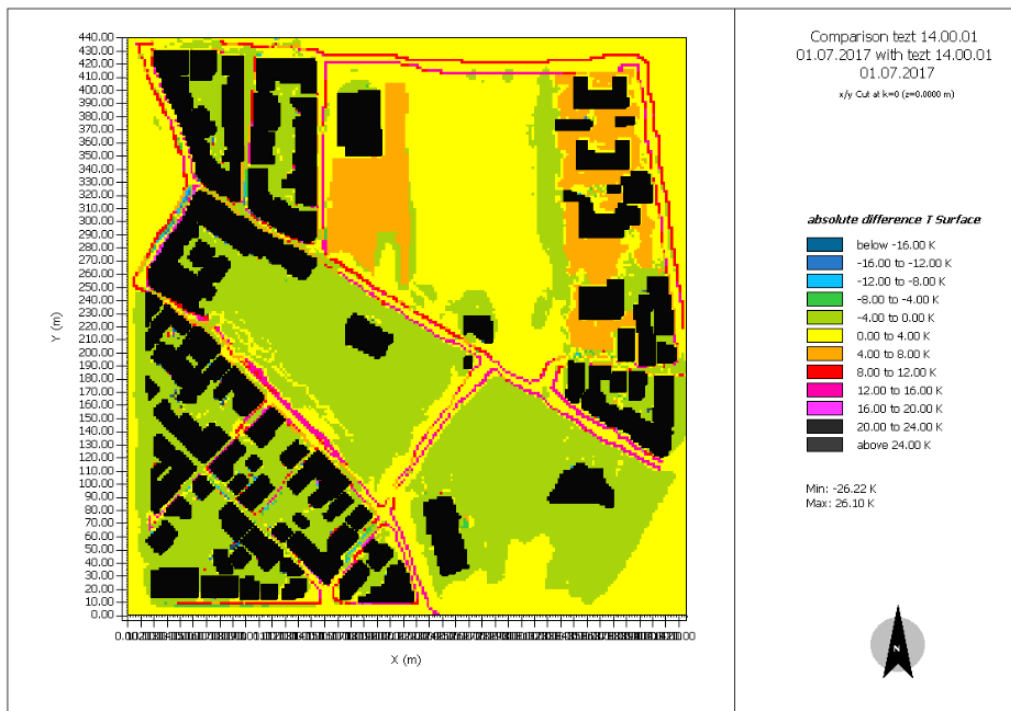 Comparison tezt 14.00.01
01.07.2017 with tezt 14.00.01
01.07.2017
x/y Cut at k=0 (z=0.0000 m)
absolute difference T Surface
below -16.00 K
-16.00 to -12.00 K
-12.00 to -8.00 K
-8.00 to -4.00 K
-4.00 to 0.00 K
0.00 to 4.00 K
4.00 to 8.00 K
8.00 to 12.00 K
12.00 to 16.00 K
16.00 to 20.00 K
20.00 to 24.00 K
above 24.00 K
Min: -26.22 K
Max: 26.10 K
N
Y (m)
440.00
430.00
420.00
410.00
400.00
390.00
380.00
370.00
360.00
350.00
340.00
330.00
320.00
310.00
300.00
290.00
280.00
270.00
260.00
250.00
240.00
230.00
220.00
210.00
200.00
190.00
180.00
170.00
160.00
150.00
140.00
130.00
120.00
110.00
100.00
90.00
80.00
70.00
60.00
50.00
40.00
30.00
20.00
10.00
0.00
X (m)